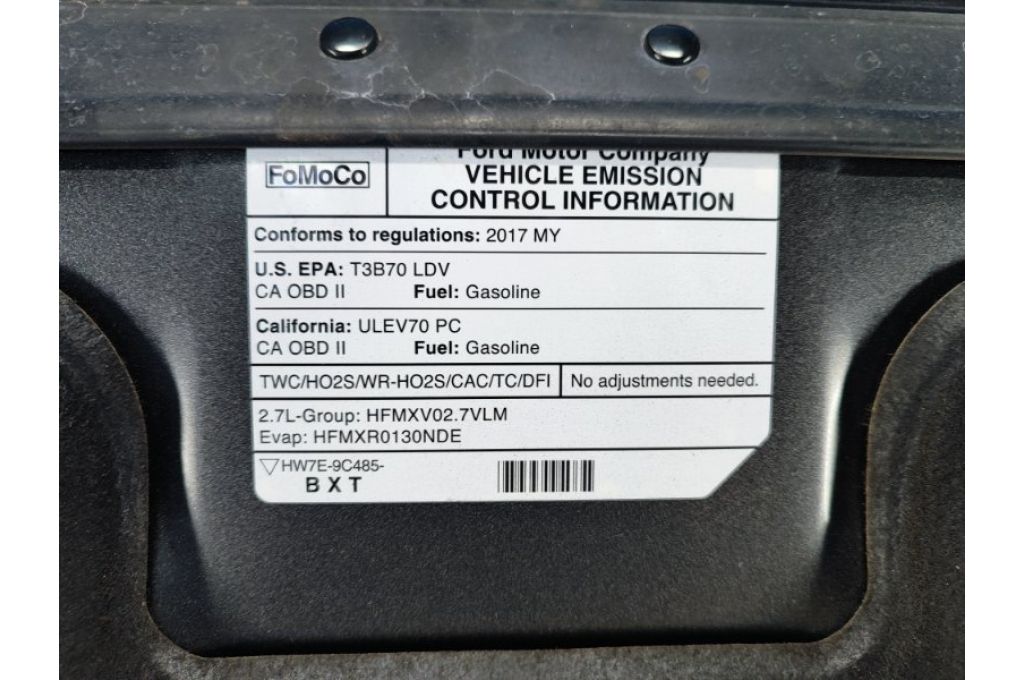 FoMoCo
Ford Motor Company
VEHICLE EMISSION
CONTROL INFORMATION
Conforms to regulations: 2017 MY
U.S. EPA: T3B70 LDV
CA OBD II Fuel: Gasoline
California: ULEV70 PC
CA OBD II Fuel: Gasoline
TWC/HO2S/WR-HO2S/CAC/TC/DFI No adjustments needed.
2.7L-Group: HFMXV02.7VLM
Evap: HFMXR0130NDE
▽HW7E-9C485-
B X T